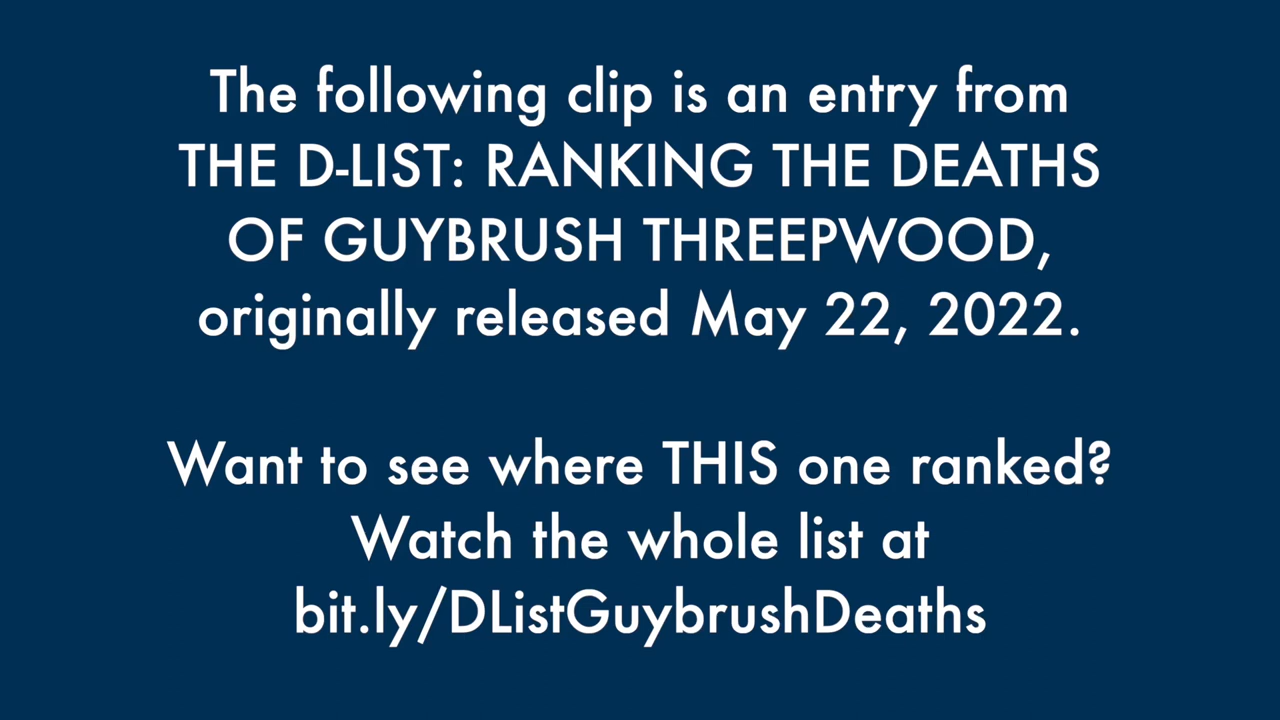 The following clip is an entry from
THE D-LIST: RANKING THE DEATHS
OF GUYBRUSH THREEPWOOD,
originally released May 22, 2022.
Want to see where THIS one ranked?
Watch the whole list at
bit.ly/DListGuybrushDeaths